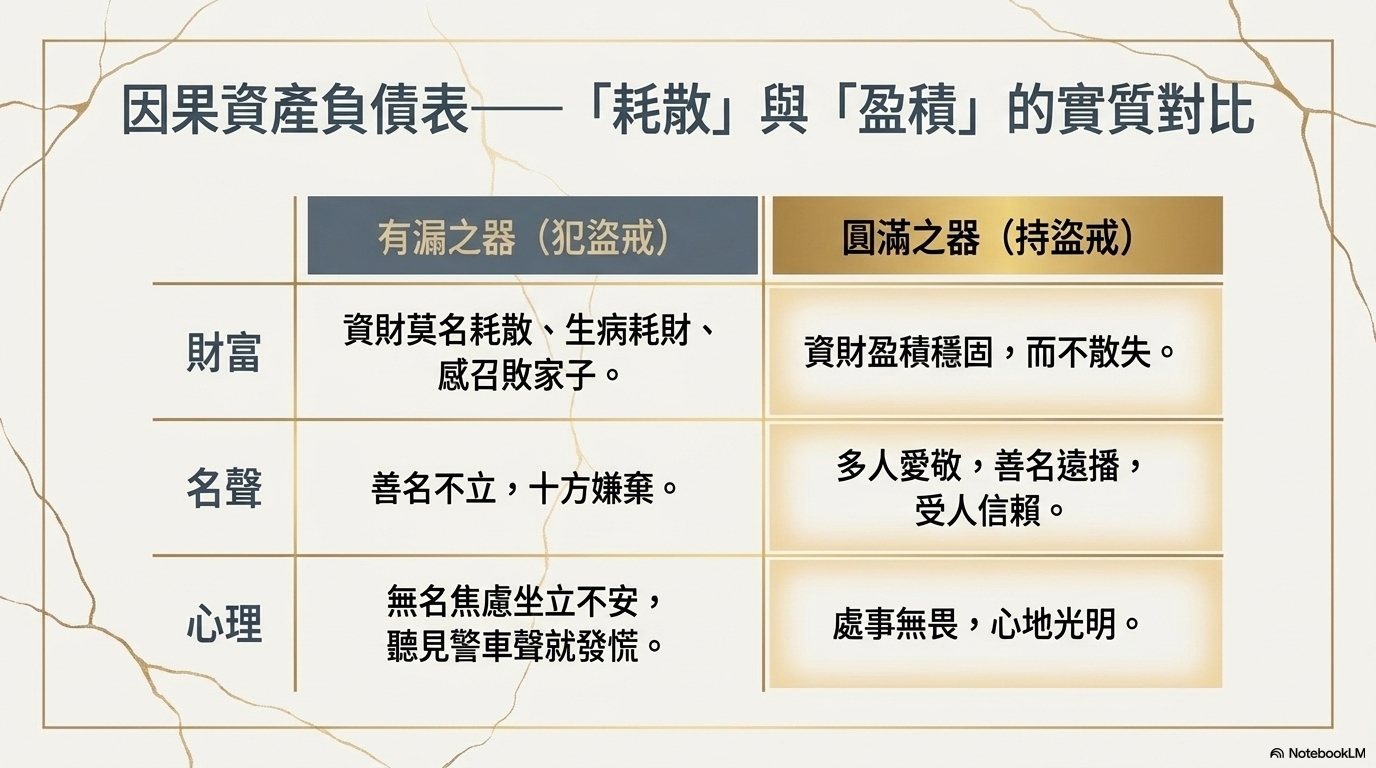 因果資產負債表——「耗散」與「盈積」的實質對比
有漏之器（犯盜戒）
圓滿之器（持盜戒）
財富
資財莫名耗散、生病耗財、
感召敗家子。
資財盈積穩固，而不散失。
名聲
善名不立，十方嫌棄。
多人愛敬，善名遠播，
受人信賴。
心理
無名焦慮坐立不安，
聽見警車聲就發慌。
處事無畏，心地光明。
NotebookLM